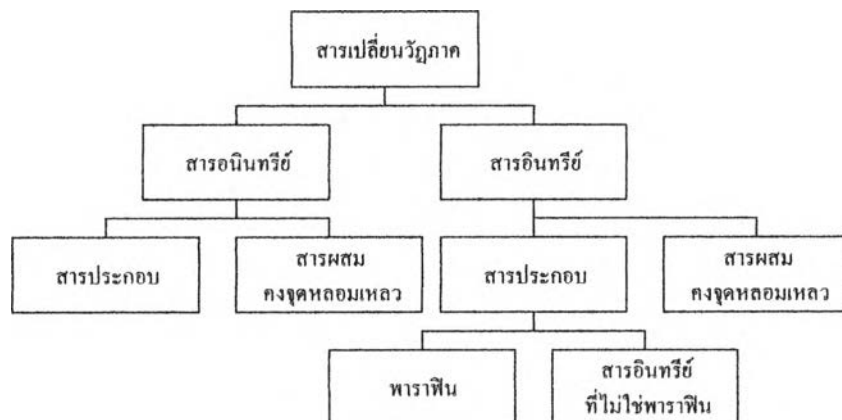 สารเปลี่ยนวัฏภาค
สารอนินทรีย์
สารอินทรีย์
สารประกอบ
สารผสม
คงจุดหลอมเหลว
สารประกอบ
สารผสม
คงจุดหลอมเหลว
พาราฟิน
สารอินทรีย์
ที่ไม่ใช่พาราฟิน